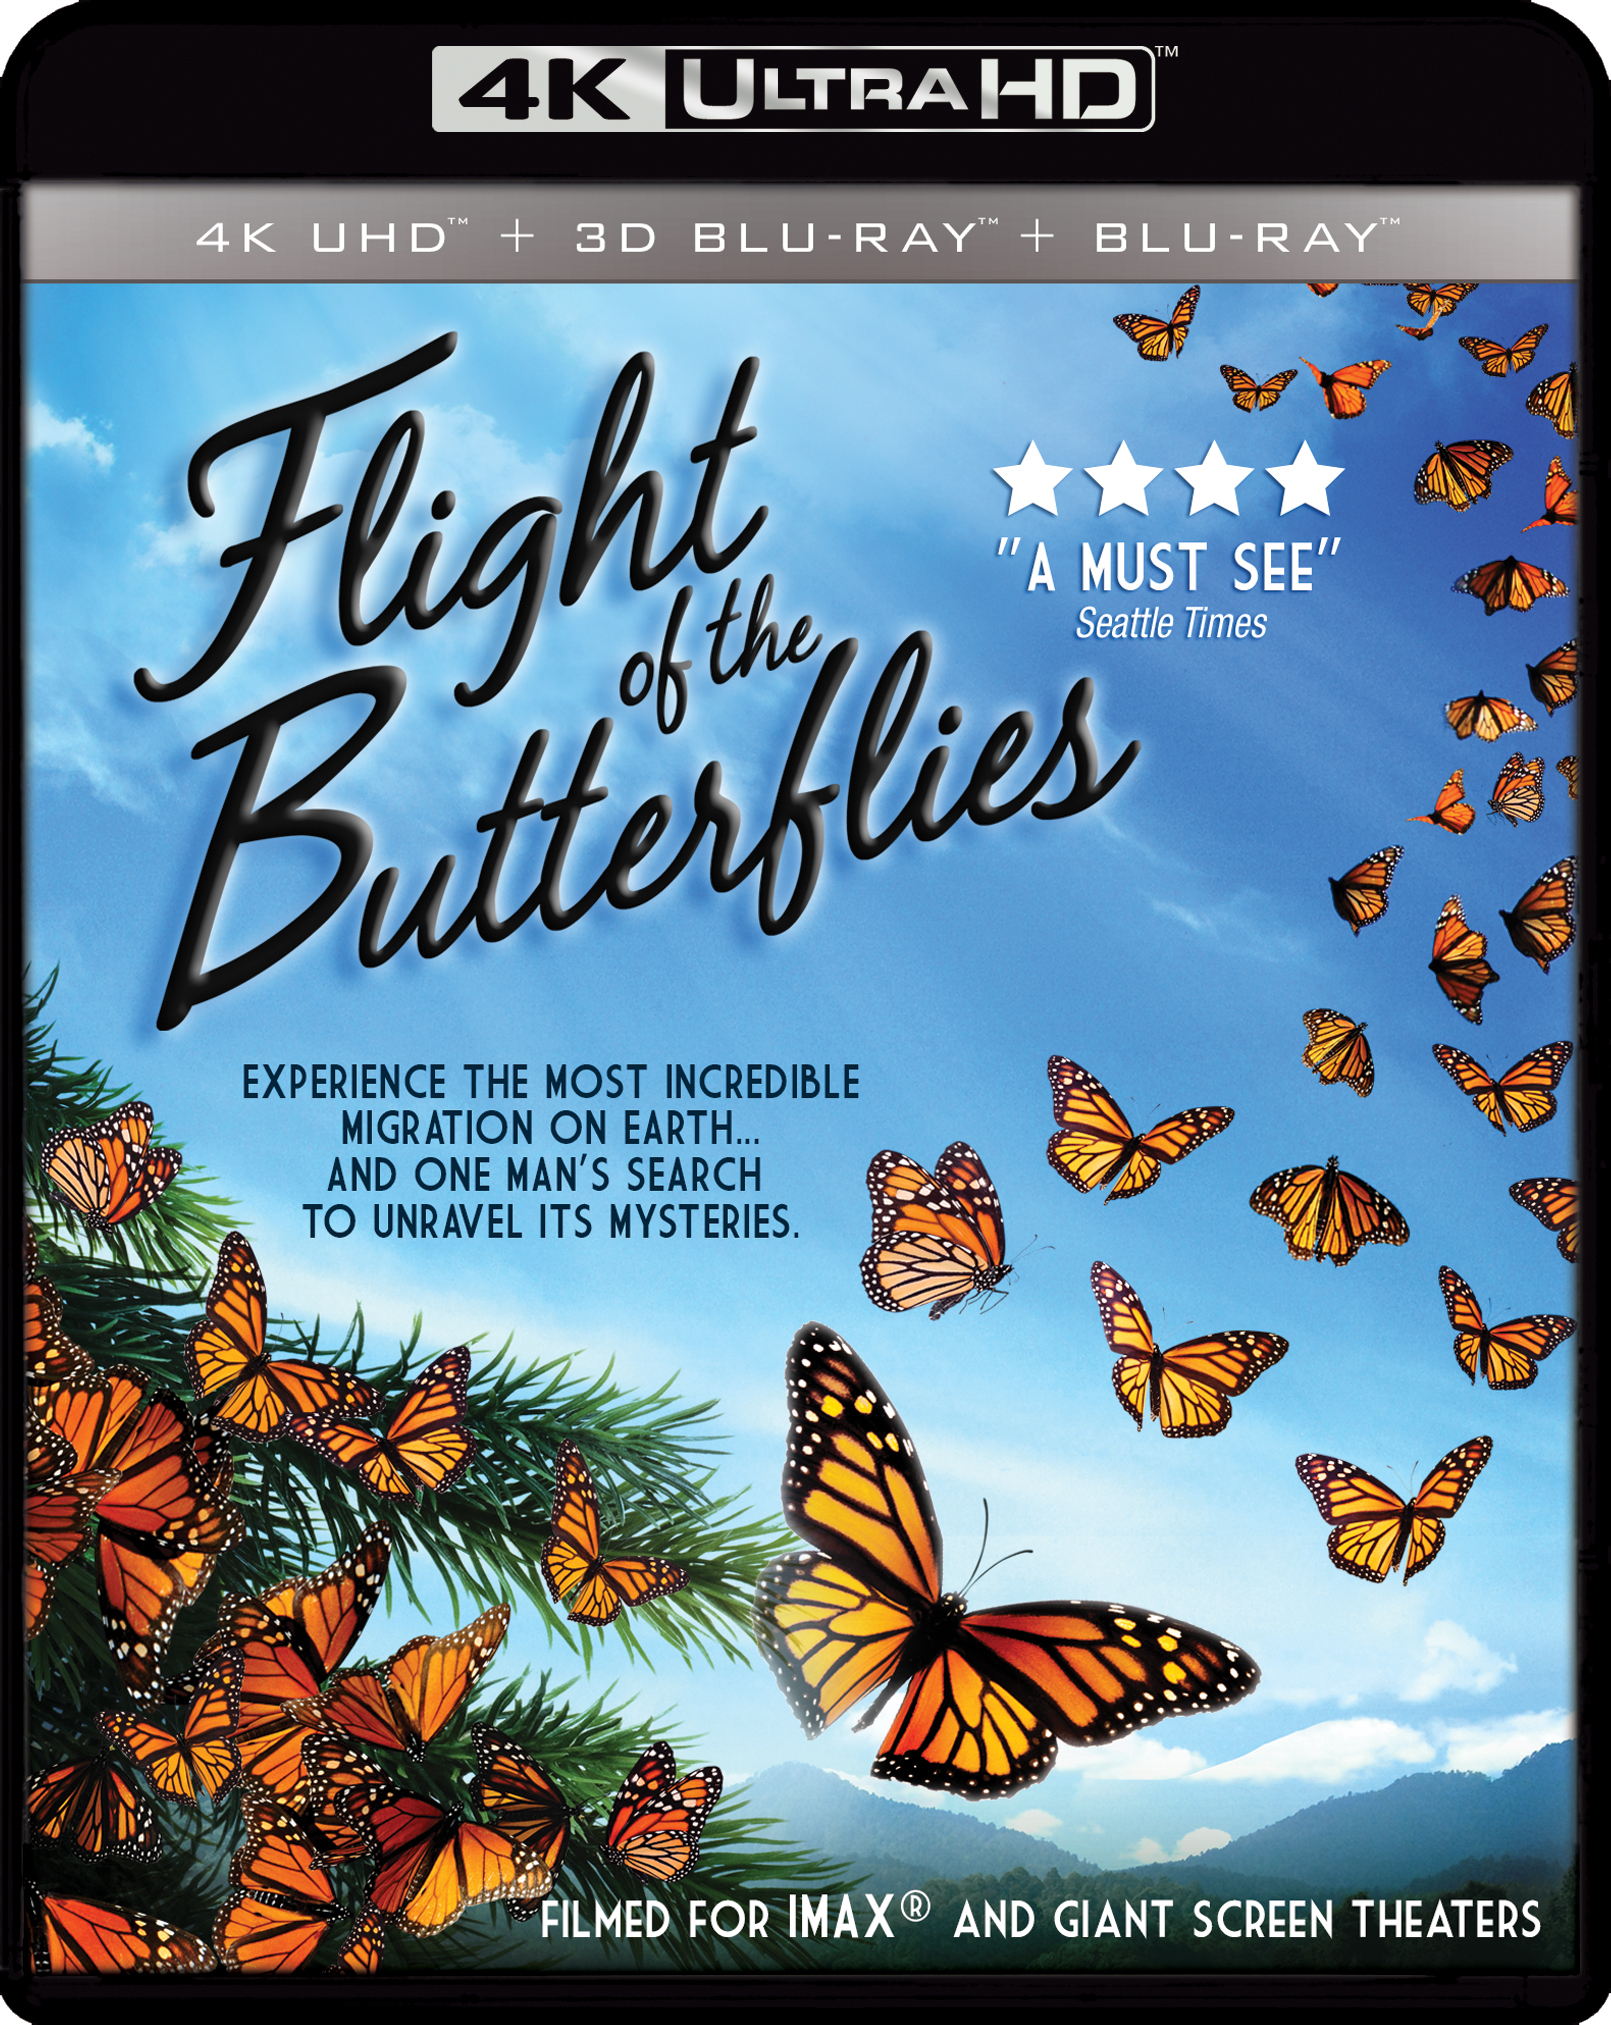 4K ULTRAHD™
4K UHD™ + 3D BLU-RAY™ + BLU-RAY™
Flight
of the
Butterflies
"A MUST SEE"
Seattle Times
EXPERIENCE THE MOST INCREDIBLE
MIGRATION ON EARTH...
AND ONE MAN'S SEARCH
TO UNRAVEL ITS MYSTERIES.
FILMED FOR IMAX® AND GIANT SCREEN THEATERS